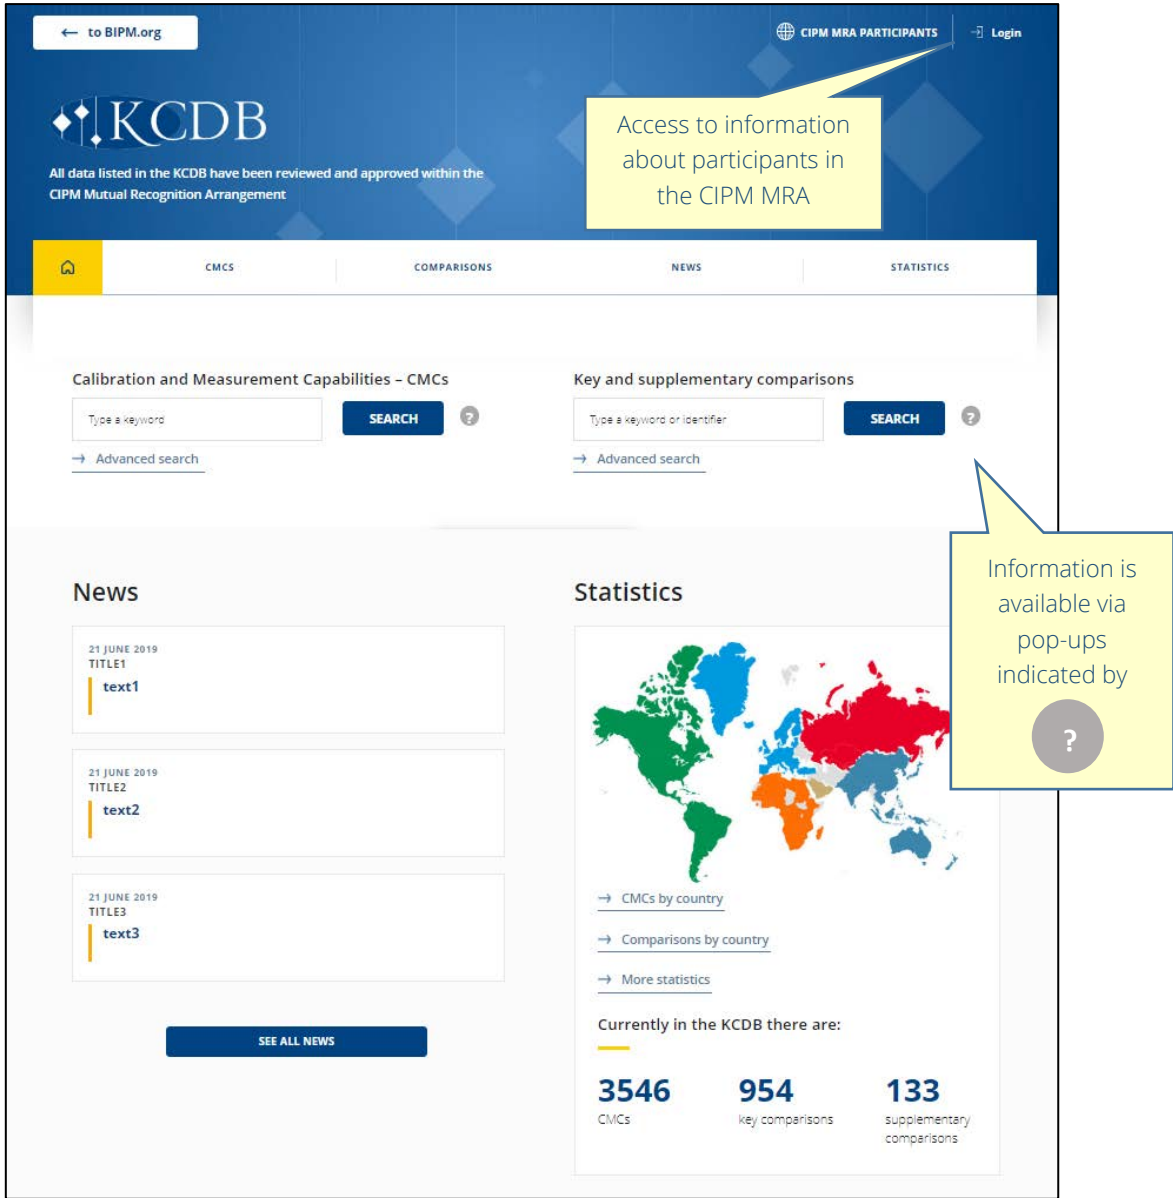 ← to BIPM.org
CIPM MRA PARTICIPANTS
Login
KCDB
All data listed in the KCDB have been reviewed and approved within the
CIPM Mutual Recognition Arrangement
Access to information
about participants in
the CIPM MRA
CMCS
COMPARISONS
NEWS
STATISTICS
Calibration and Measurement Capabilities – CMCs
Type a keyword
SEARCH
?
→ Advanced search
Key and supplementary comparisons
Type a keyword or identifier
SEARCH
?
→ Advanced search
Information is
available via
pop-ups
indicated by
?
News
21 JUNE 2019
TITLE1
text1
21 JUNE 2019
TITLE2
text2
21 JUNE 2019
TITLE3
text3
SEE ALL NEWS
Statistics
→ CMCs by country
→ Comparisons by country
→ More statistics
Currently in the KCDB there are:
3546
CMCs
954
key comparisons
133
supplementary
comparisons